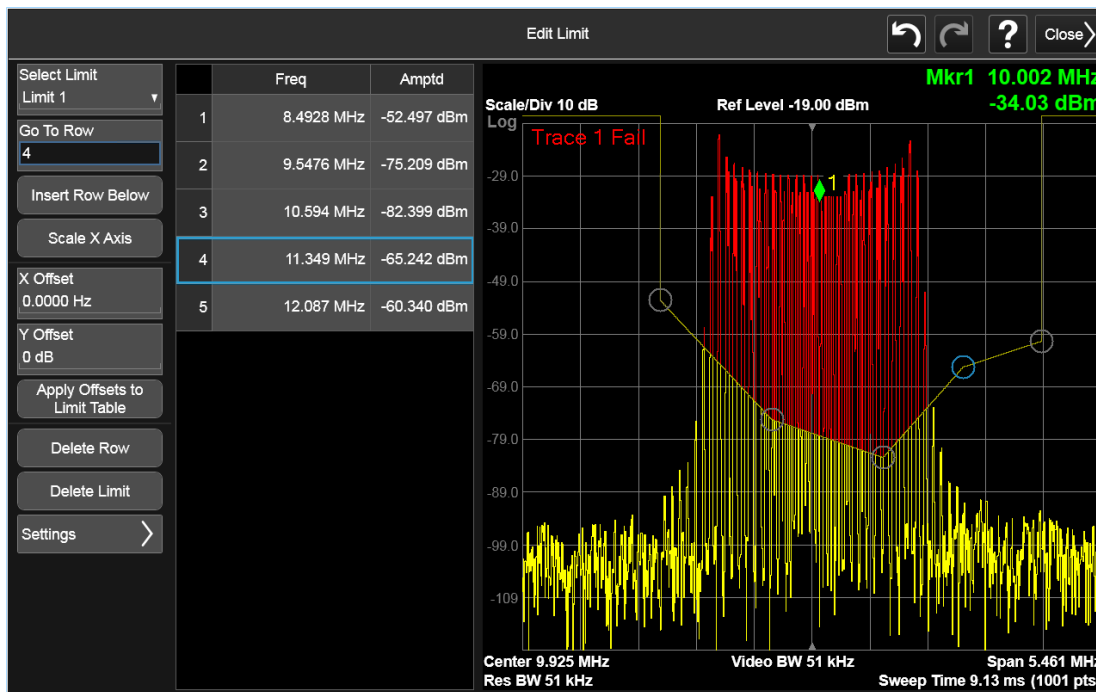 Edit Limit
?
Close
Select Limit
Limit 1
Go To Row
4
Insert Row Below
Scale X Axis
X Offset
0.0000 Hz
Y Offset
0 dB
Apply Offsets to
Limit Table
Delete Row
Delete Limit
Settings
Freq Amptd
1 8.4928 MHz -52.497 dBm
2 9.5476 MHz -75.209 dBm
3 10.594 MHz -82.399 dBm
4 11.349 MHz -65.242 dBm
5 12.087 MHz -60.340 dBm
Mkr1 10.002 MHz
Scale/Div 10 dB Ref Level -19.00 dBm -34.03 dBm
Log
Trace 1 Fail
1
-29.0
-39.0
-49.0
-59.0
-69.0
-79.0
-89.0
-99.0
-109
Center 9.925 MHz Video BW 51 kHz Span 5.461 MHz
Res BW 51 kHz Sweep Time 9.13 ms (1001 pts